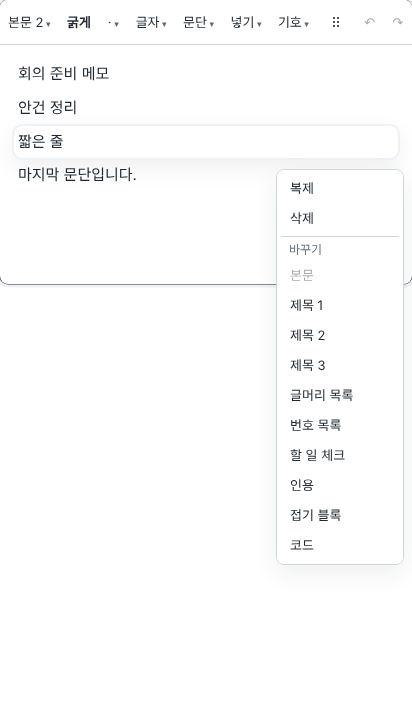 본문 2 굵게 · 글자 문단 넣기 기호
회의 준비 메모
안건 정리
짧은 줄
마지막 문단입니다.
복제
삭제
바꾸기
본문
제목 1
제목 2
제목 3
글머리 목록
번호 목록
할 일 체크
인용
접기 블록
코드